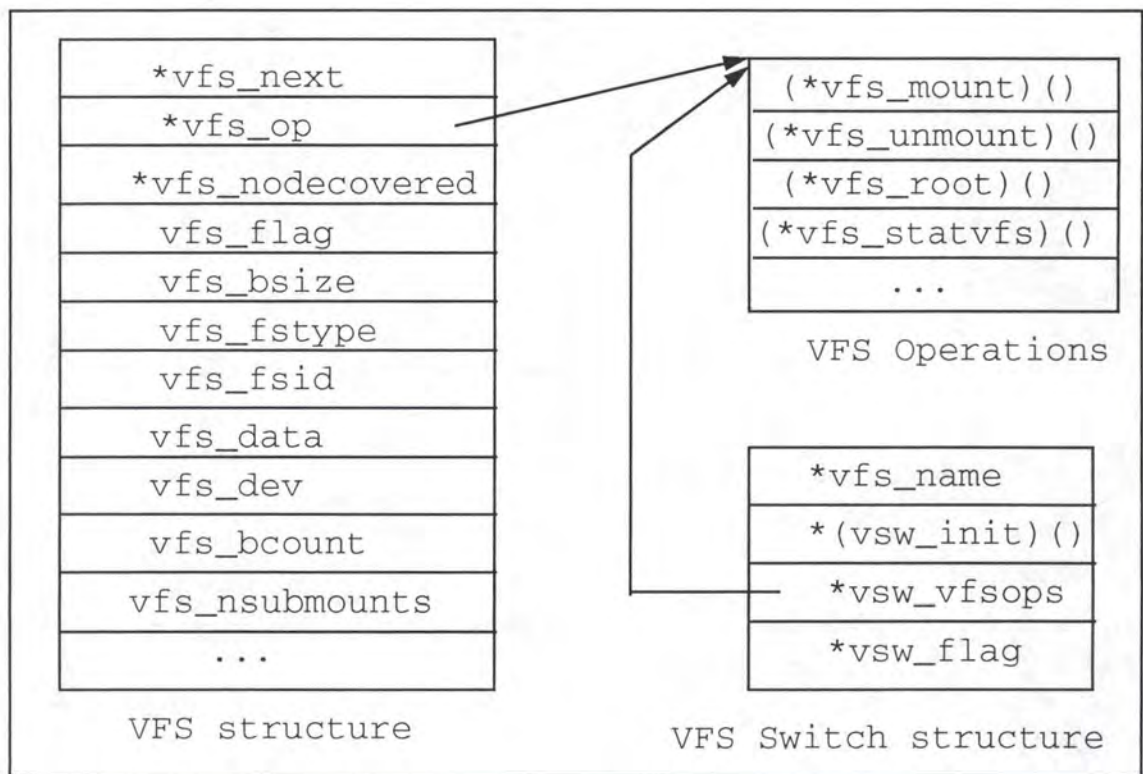 *vfs_next
*vfs_op
*vfs_nodecovered
vfs_flag
vfs_bsize
vfs_fstype
vfs_fsid
vfs_data
vfs_dev
vfs_bcount
vfs_nsubmounts
...
VFS structure
(*vfs_mount)()
(*vfs_unmount)()
(*vfs_root)()
(*vfs_statvfs)()
...
VFS Operations
*vfs_name
*(vsw_init)()
*vsw_vfsops
*vsw_flag
VFS Switch structure